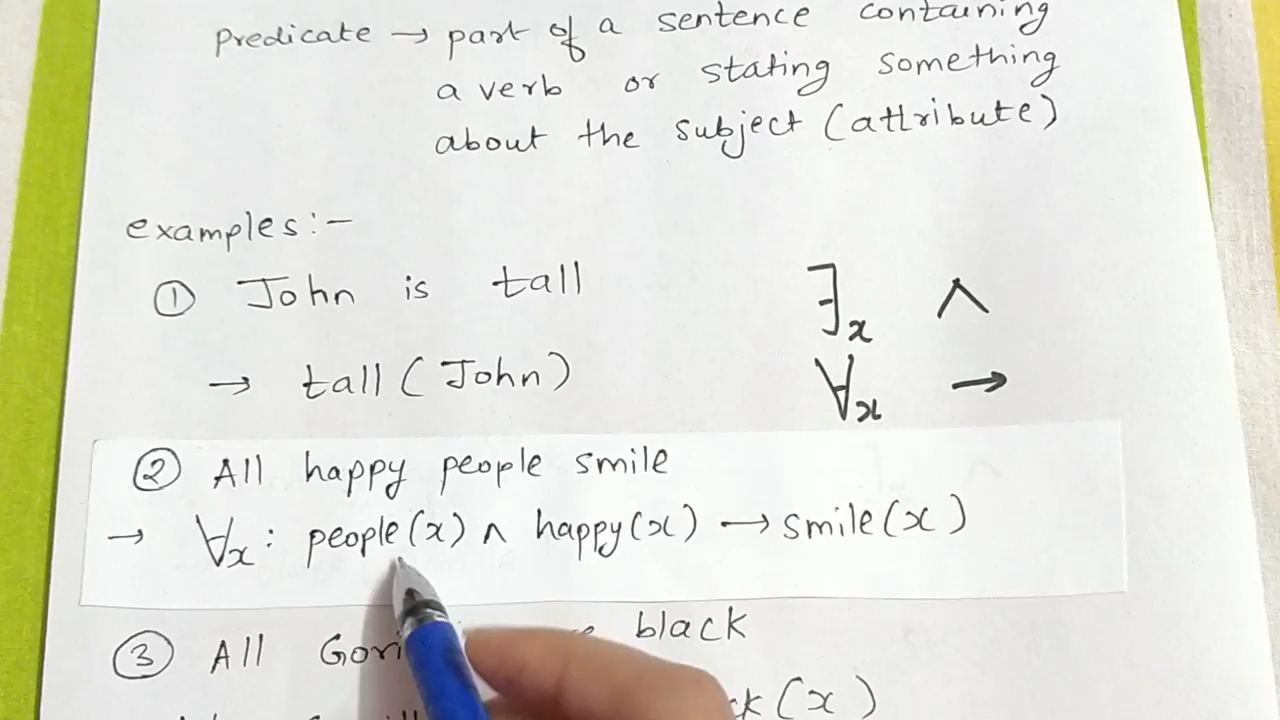 predicate → part of a sentence containing
a verb or stating something
about the subject (attribute)
examples:-
① John is tall
→ tall (John)
∃x ∧
∀x →
② All happy people smile
→ ∀x: people(x) ∧ happy(x) → smile(x)
③ All black
(x)